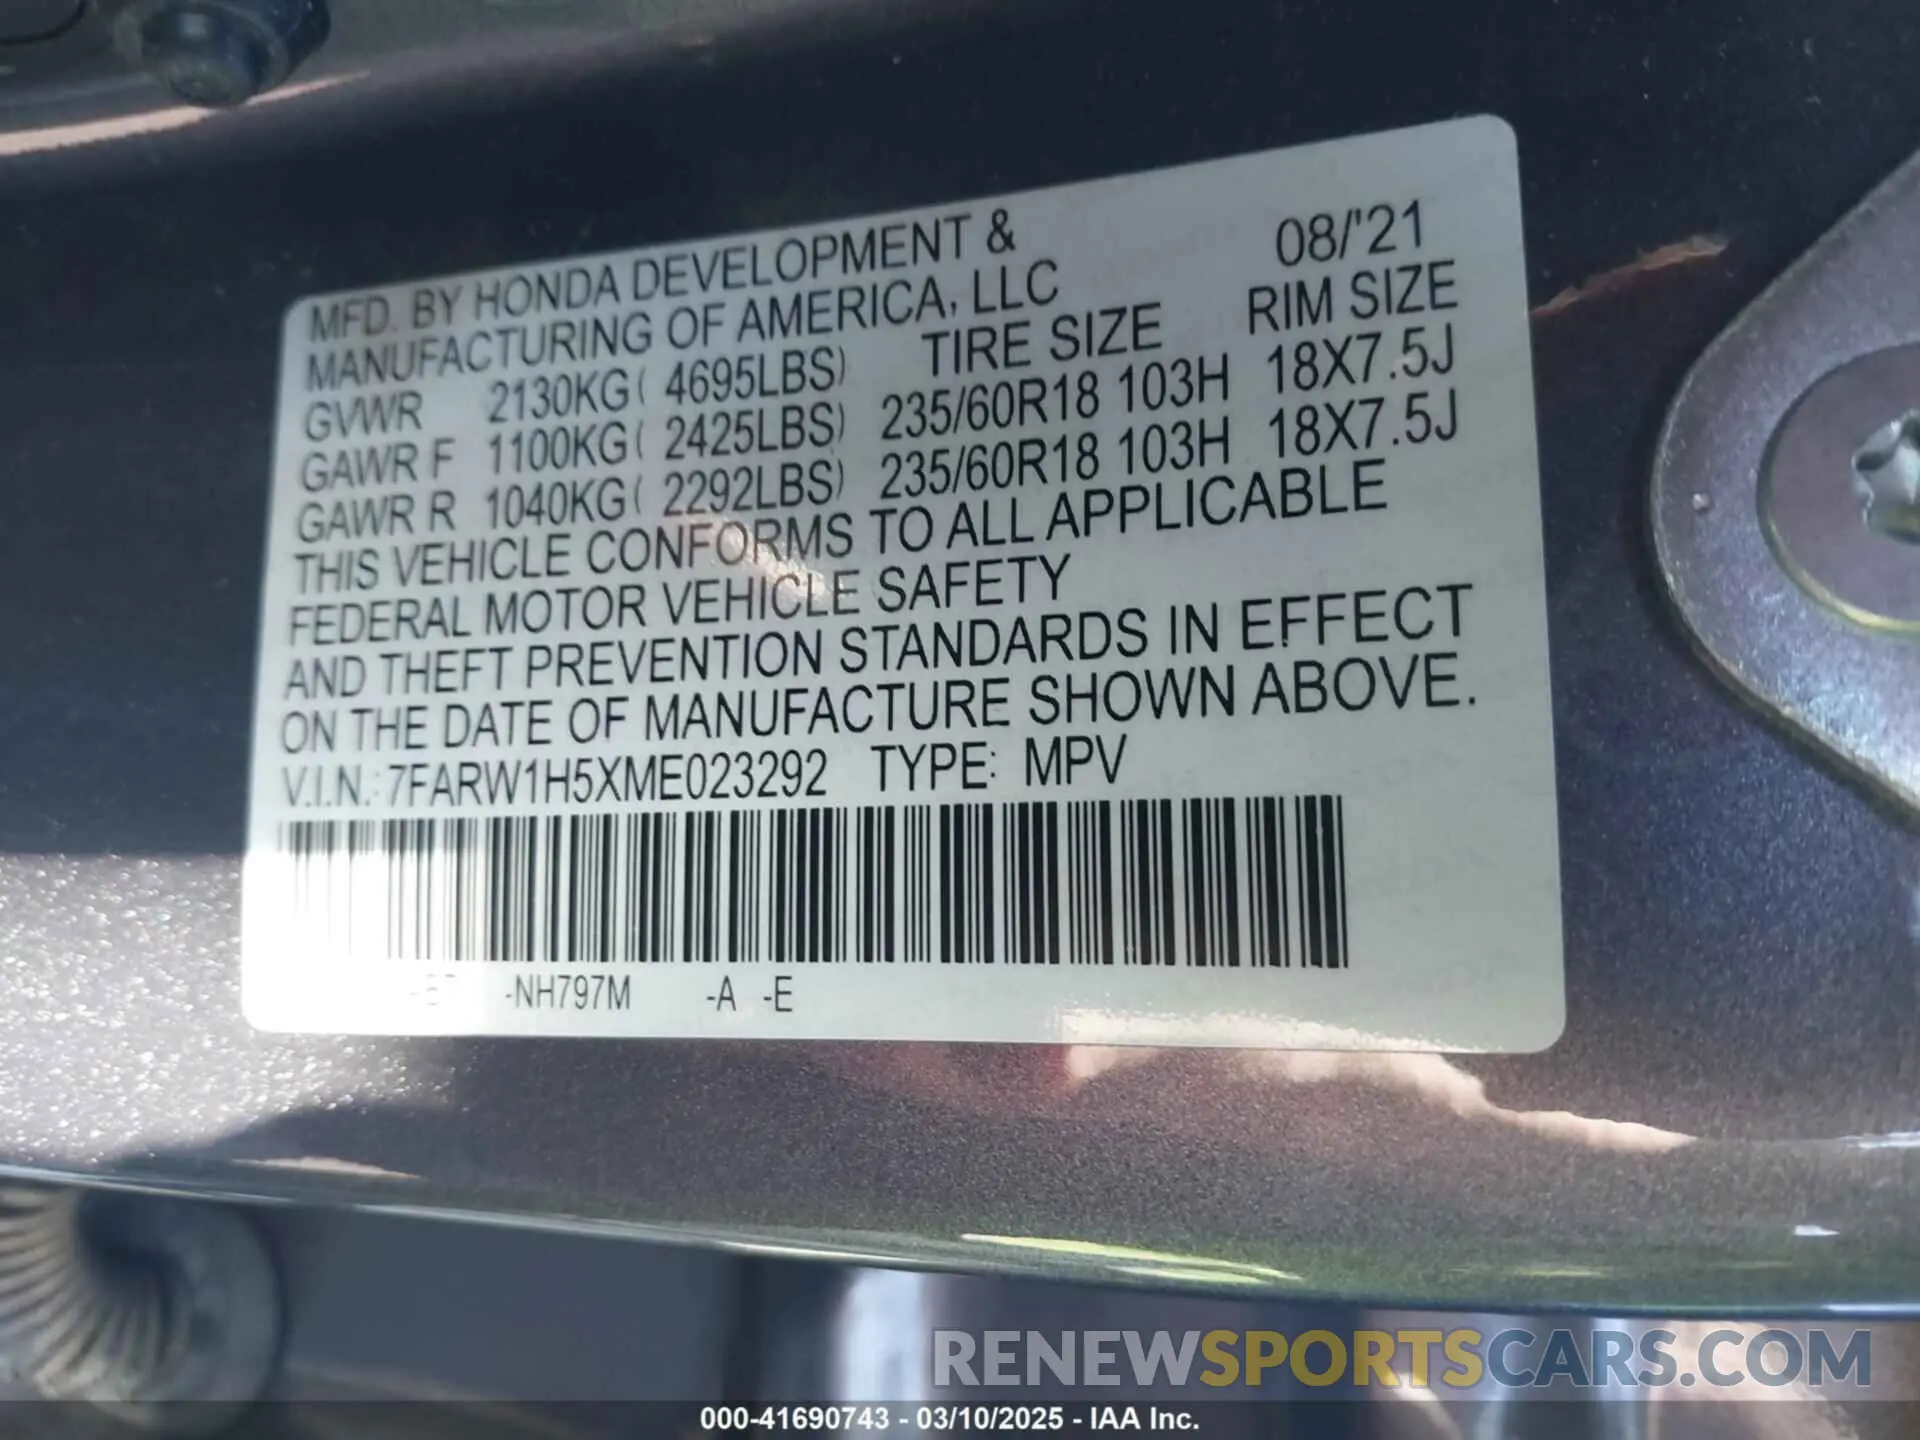 MFD. BY HONDA DEVELOPMENT & 08/'21
MANUFACTURING OF AMERICA, LLC
TIRE SIZE RIM SIZE
GVWR 2130KG( 4695LBS)
GAWR F 1100KG( 2425LBS) 235/60R18 103H 18X7.5J
GAWR R 1040KG( 2292LBS) 235/60R18 103H 18X7.5J
THIS VEHICLE CONFORMS TO ALL APPLICABLE
FEDERAL MOTOR VEHICLE SAFETY
AND THEFT PREVENTION STANDARDS IN EFFECT
ON THE DATE OF MANUFACTURE SHOWN ABOVE.
V.I.N.: 7FARW1H5XME023292 TYPE: MPV
-NH797M -A -E
RENEWSPORTSCARS.COM
000-41690743 - 03/10/2025 - IAA Inc.